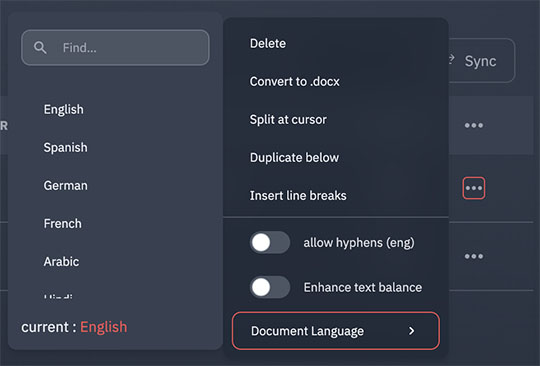 Find...
English
Spanish
German
French
Arabic
Hindi
current : English
Delete
Convert to .docx
Split at cursor
Duplicate below
Insert line breaks
allow hyphens (eng)
Enhance text balance
Document Language
Sync
R